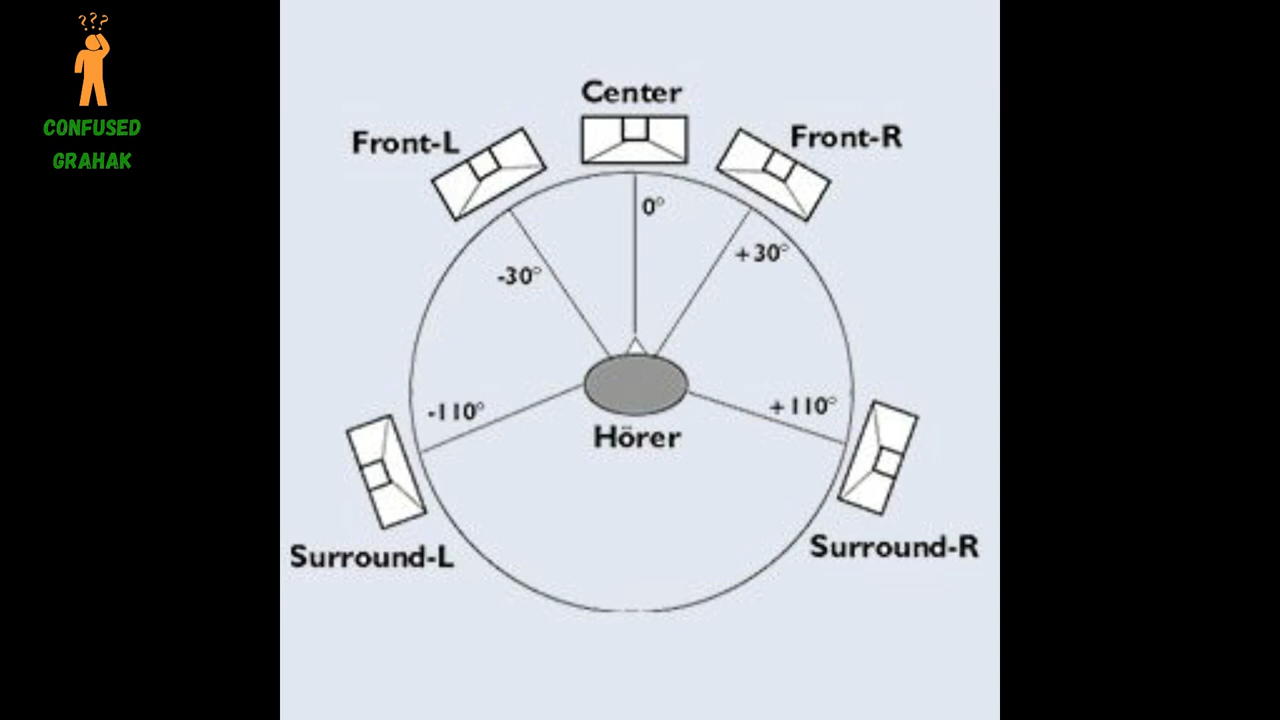 ???
CONFUSED
GRAHAK
Center
Front-L
Front-R
0°
-30°
+30°
-110°
+110°
Hörer
Surround-L
Surround-R